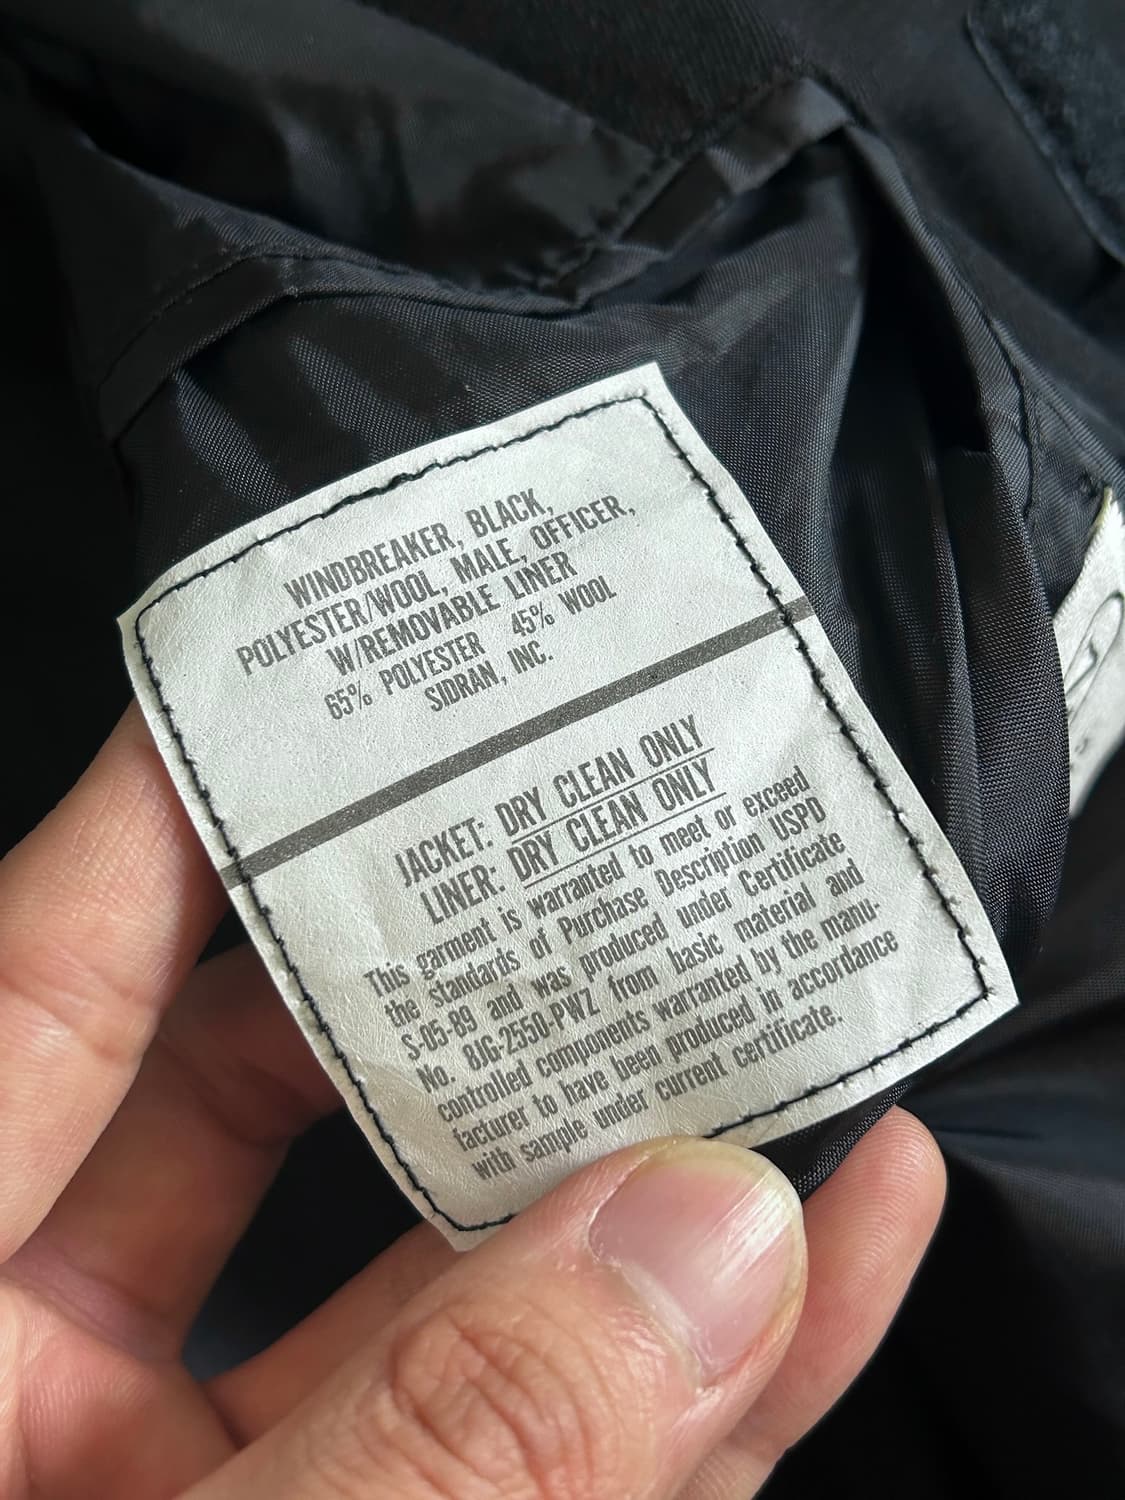 WINDBREAKER, BLACK,
POLYESTER/WOOL, MALE, OFFICER,
W/REMOVABLE LINER
65% POLYESTER 45% WOOL
SIDRAN, INC.
JACKET: DRY CLEAN ONLY
LINER: DRY CLEAN ONLY
This garment is warranted to meet or exceed
the standards of Purchase Description USPD
S-05-89 and was produced under Certificate
No. 8JG-2550-PWZ from basic material and
controlled components warranted by the manu-
facturer to have been produced in accordance
with sample under current certificate.